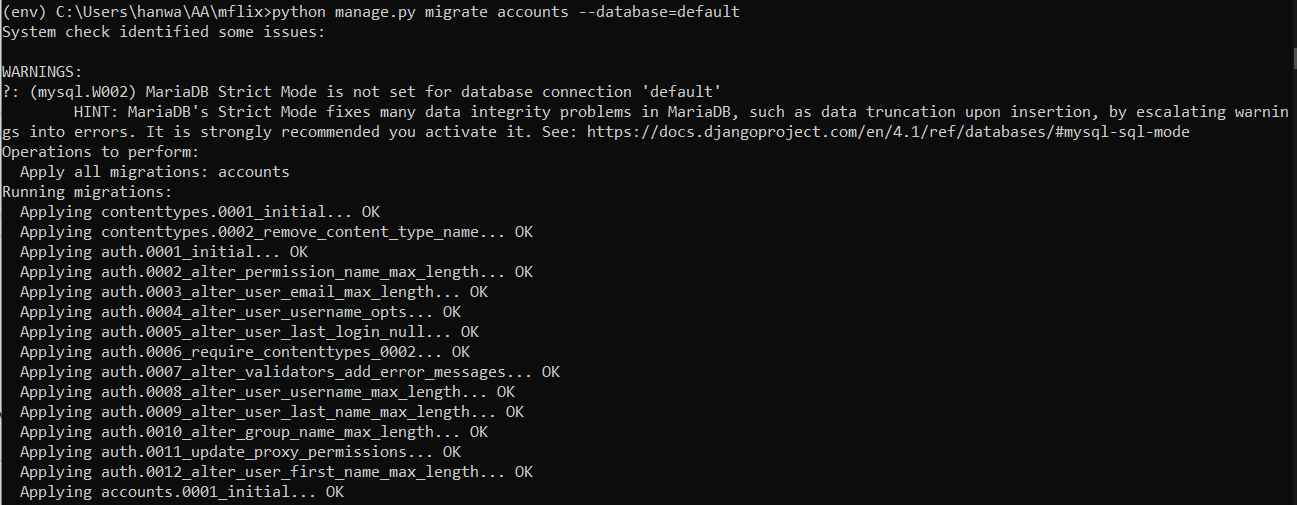 (env) C:\Users\hanwa\AA\mflix>python manage.py migrate accounts --database=default
System check identified some issues:
WARNINGS:
?: (mysql.W002) MariaDB Strict Mode is not set for database connection 'default'
HINT: MariaDB's Strict Mode fixes many data integrity problems in MariaDB, such as data truncation upon insertion, by escalating warnin
gs into errors. It is strongly recommended you activate it. See: https://docs.djangoproject.com/en/4.1/ref/databases/#mysql-sql-mode
Operations to perform:
Apply all migrations: accounts
Running migrations:
Applying contenttypes.0001_initial... OK
Applying contenttypes.0002_remove_content_type_name... OK
Applying auth.0001_initial... OK
Applying auth.0002_alter_permission_name_max_length... OK
Applying auth.0003_alter_user_email_max_length... OK
Applying auth.0004_alter_user_username_opts... OK
Applying auth.0005_alter_user_last_login_null... OK
Applying auth.0006_require_contenttypes_0002... OK
Applying auth.0007_alter_validators_add_error_messages... OK
Applying auth.0008_alter_user_username_max_length... OK
Applying auth.0009_alter_user_last_name_max_length... OK
Applying auth.0010_alter_group_name_max_length... OK
Applying auth.0011_update_proxy_permissions... OK
Applying auth.0012_alter_user_first_name_max_length... OK
Applying accounts.0001_initial... OK